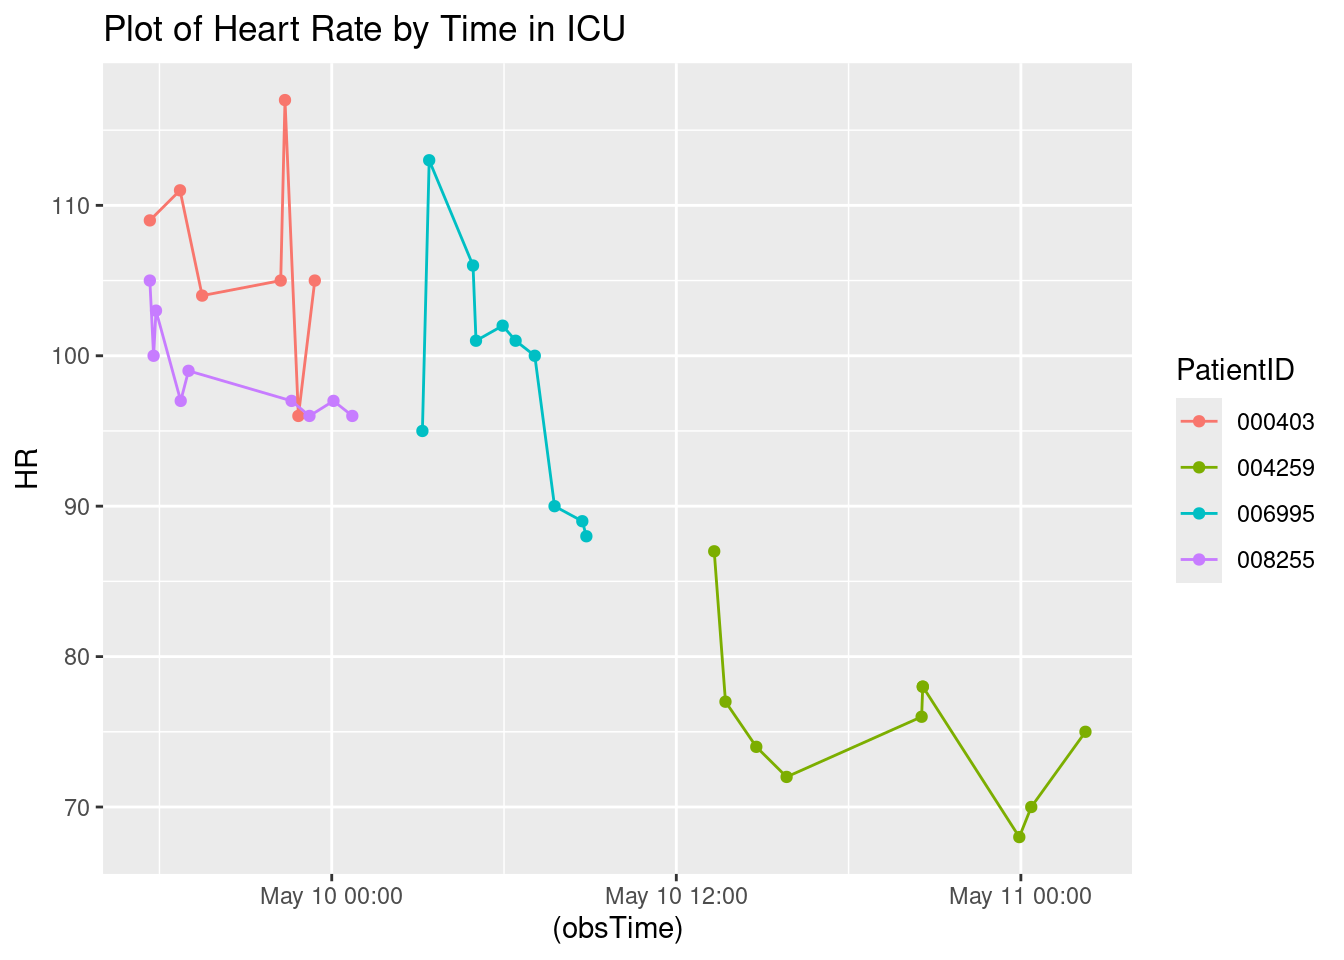 Plot of Heart Rate by Time in ICU
HR
110
100
90
80
70
May 10 00:00
May 10 12:00
May 11 00:00
(obsTime)
PatientID
000403
004259
006995
008255